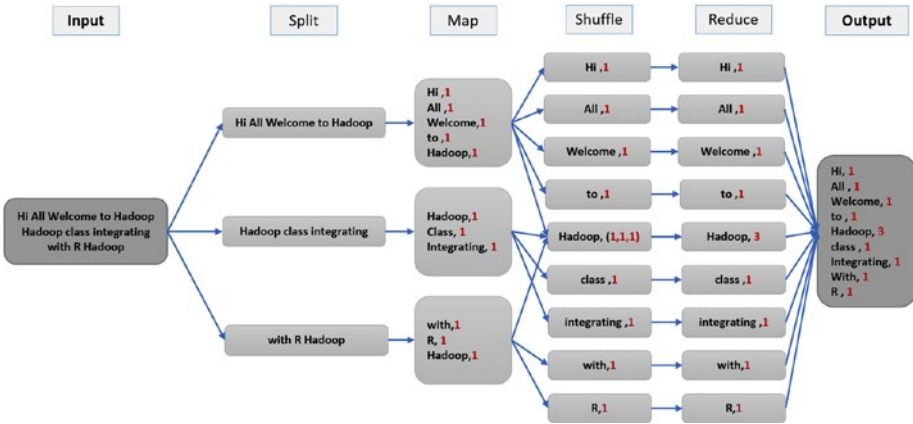 Input
Split
Map
Shuffle
Reduce
Output
Hi All Welcome to Hadoop
Hadoop class integrating
with R Hadoop
Hi All Welcome to Hadoop
Hadoop class integrating
with R Hadoop
Hi ,1
All ,1
Welcome,1
to ,1
Hadoop,1
Hadoop,1
Class, 1
Integrating, 1
with,1
R, 1
Hadoop,1
Hi ,1
All ,1
Welcome ,1
to ,1
Hadoop, (1,1,1)
class ,1
integrating ,1
with,1
R,1
Hi ,1
All ,1
Welcome ,1
to ,1
Hadoop, 3
class ,1
integrating ,1
with,1
R,1
Hi, 1
All , 1
Welcome, 1
to , 1
Hadoop, 3
class , 1
Integrating, 1
With, 1
R , 1